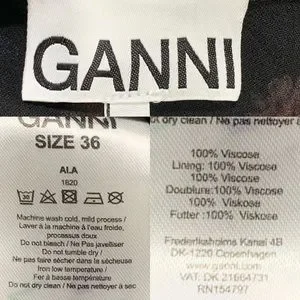 GANNI
GANNI
SIZE 36
ALA
1820
30
Machine wash cold, mild process /
Laver à la machine à l'eau froide,
processus doux
Do not bleach / Ne Pas javelliser
Do not tumble dry /
Ne pas faire sécher dans le sécheuse
Iron low temperature /
Fer à basse température
Do not dry clean / Ne pas nettoyer à
ot dry clean / Ne pas nettoyer à
100% Viscose
Lining: 100% Viscose
100% Viscose
Doublure: 100% Viscose
100% Viskose
Futter: 100% Viskose
Frederiksholms Kanal 4B
DK-1220 Copenhagen
www.ganni.com
VAT: DK 21664731
RN154797